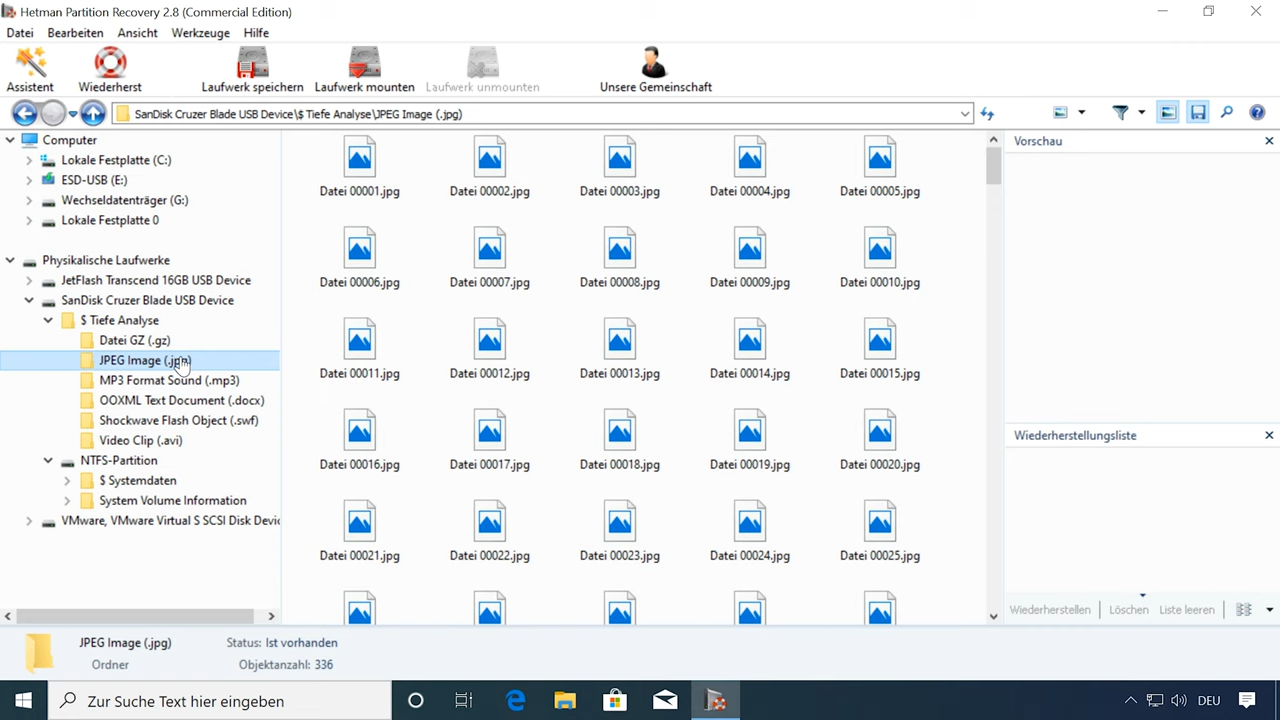 Hetman Partition Recovery 2.8 (Commercial Edition)
Datei Bearbeiten Ansicht Werkzeuge Hilfe
Assistent Wiederherst Laufwerk speichern Laufwerk mounten Laufwerk unmounten Unsere Gemeinschaft
SanDisk Cruzer Blade USB Device\$ Tiefe Analyse\JPEG Image (.jpg)
Computer
Lokale Festplatte (C:)
ESD-USB (E:)
Wechseldatenträger (G:)
Lokale Festplatte 0
Physikalische Laufwerke
JetFlash Transcend 16GB USB Device
SanDisk Cruzer Blade USB Device
$ Tiefe Analyse
Datei GZ (.gz)
JPEG Image (.jpg)
MP3 Format Sound (.mp3)
OOXML Text Document (.docx)
Shockwave Flash Object (.swf)
Video Clip (.avi)
NTFS-Partition
$ Systemdaten
System Volume Information
VMware, VMware Virtual S SCSI Disk Devic
Datei 00001.jpg Datei 00002.jpg Datei 00003.jpg Datei 00004.jpg Datei 00005.jpg
Datei 00006.jpg Datei 00007.jpg Datei 00008.jpg Datei 00009.jpg Datei 00010.jpg
Datei 00011.jpg Datei 00012.jpg Datei 00013.jpg Datei 00014.jpg Datei 00015.jpg
Datei 00016.jpg Datei 00017.jpg Datei 00018.jpg Datei 00019.jpg Datei 00020.jpg
Datei 00021.jpg Datei 00022.jpg Datei 00023.jpg Datei 00024.jpg Datei 00025.jpg
Vorschau
Wiederherstellungsliste
Wiederherstellen Löschen Liste leeren
JPEG Image (.jpg) Status: Ist vorhanden
Ordner Objektanzahl: 336
Zur Suche Text hier eingeben
DEU